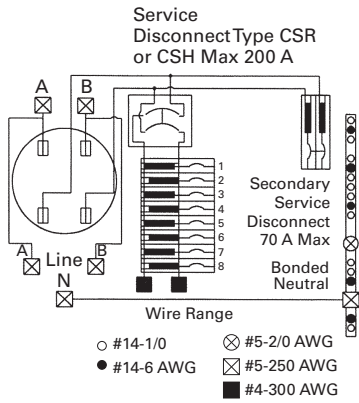 Service
Disconnect Type CSR
or CSH Max 200 A
A
B
1
2
3
4
5
6
7
8
Secondary
Service
Disconnect
70 A Max
A
Line
B
N
Bonded
Neutral
Wire Range
#14-1/0
#5-2/0 AWG
#14-6 AWG
#5-250 AWG
#4-300 AWG